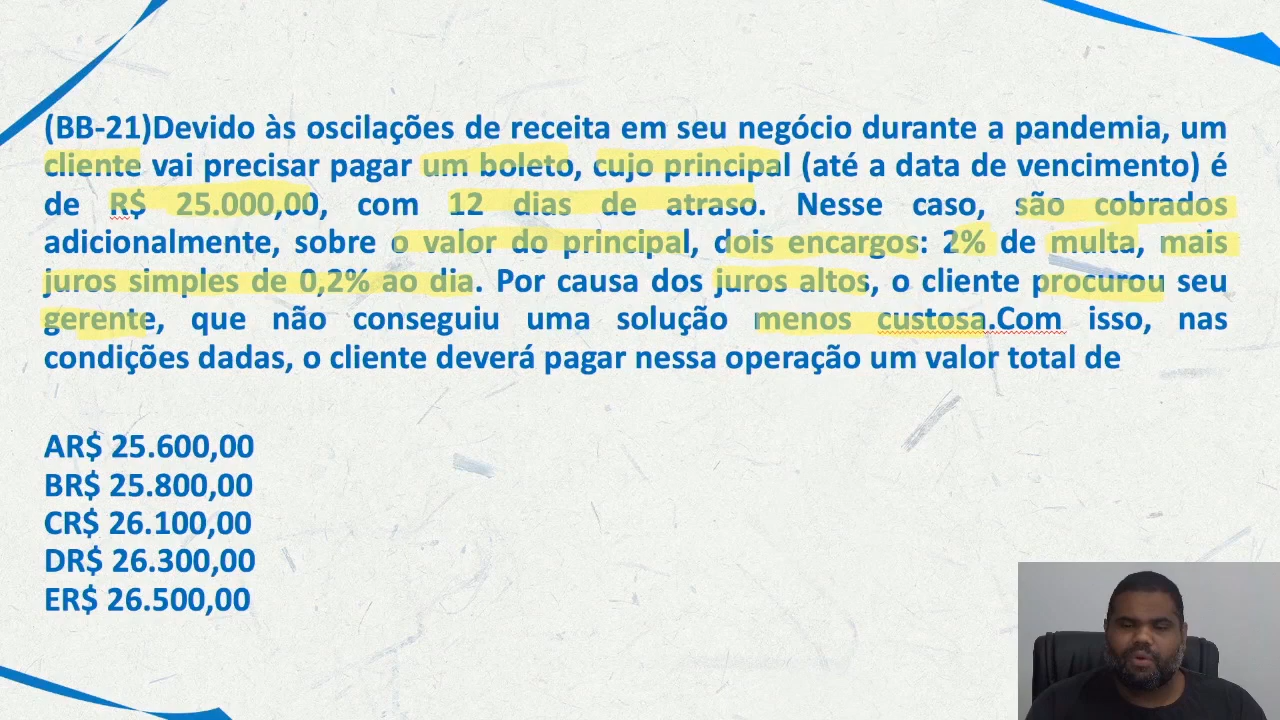 (BB-21)Devido às oscilações de receita em seu negócio durante a pandemia, um
cliente vai precisar pagar um boleto, cujo principal (até a data de vencimento) é
de R$ 25.000,00, com 12 dias de atraso. Nesse caso, são cobrados
adicionalmente, sobre o valor do principal, dois encargos: 2% de multa, mais
juros simples de 0,2% ao dia. Por causa dos juros altos, o cliente procurou seu
gerente, que não conseguiu uma solução menos custosa.Com isso, nas
condições dadas, o cliente deverá pagar nessa operação um valor total de
AR$ 25.600,00
BR$ 25.800,00
CR$ 26.100,00
DR$ 26.300,00
ER$ 26.500,00